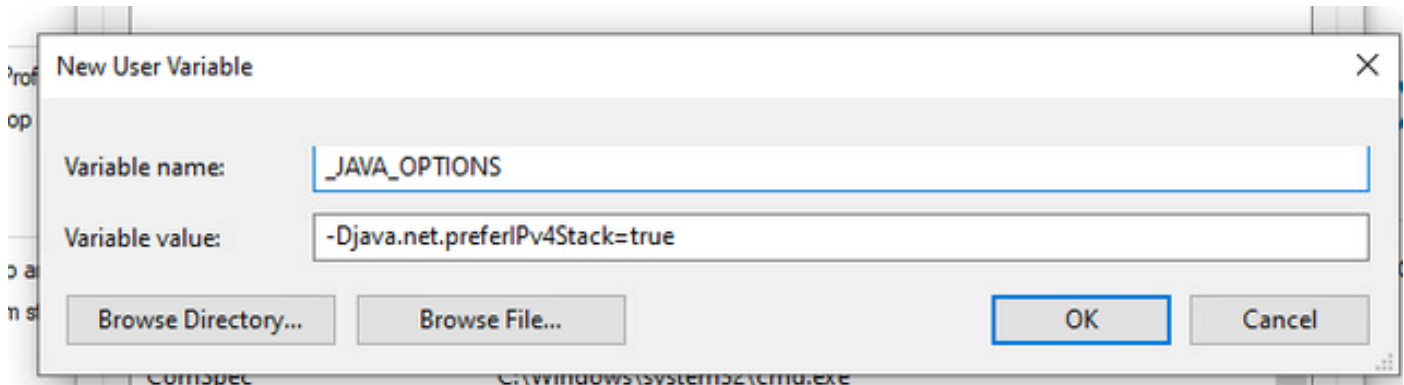 New User Variable
op
Variable name: _JAVA_OPTIONS
Variable value: -Djava.net.preferIPv4Stack=true
Browse Directory... Browse File... OK Cancel
ComSpec C:\Windows\system32\cmd.exe